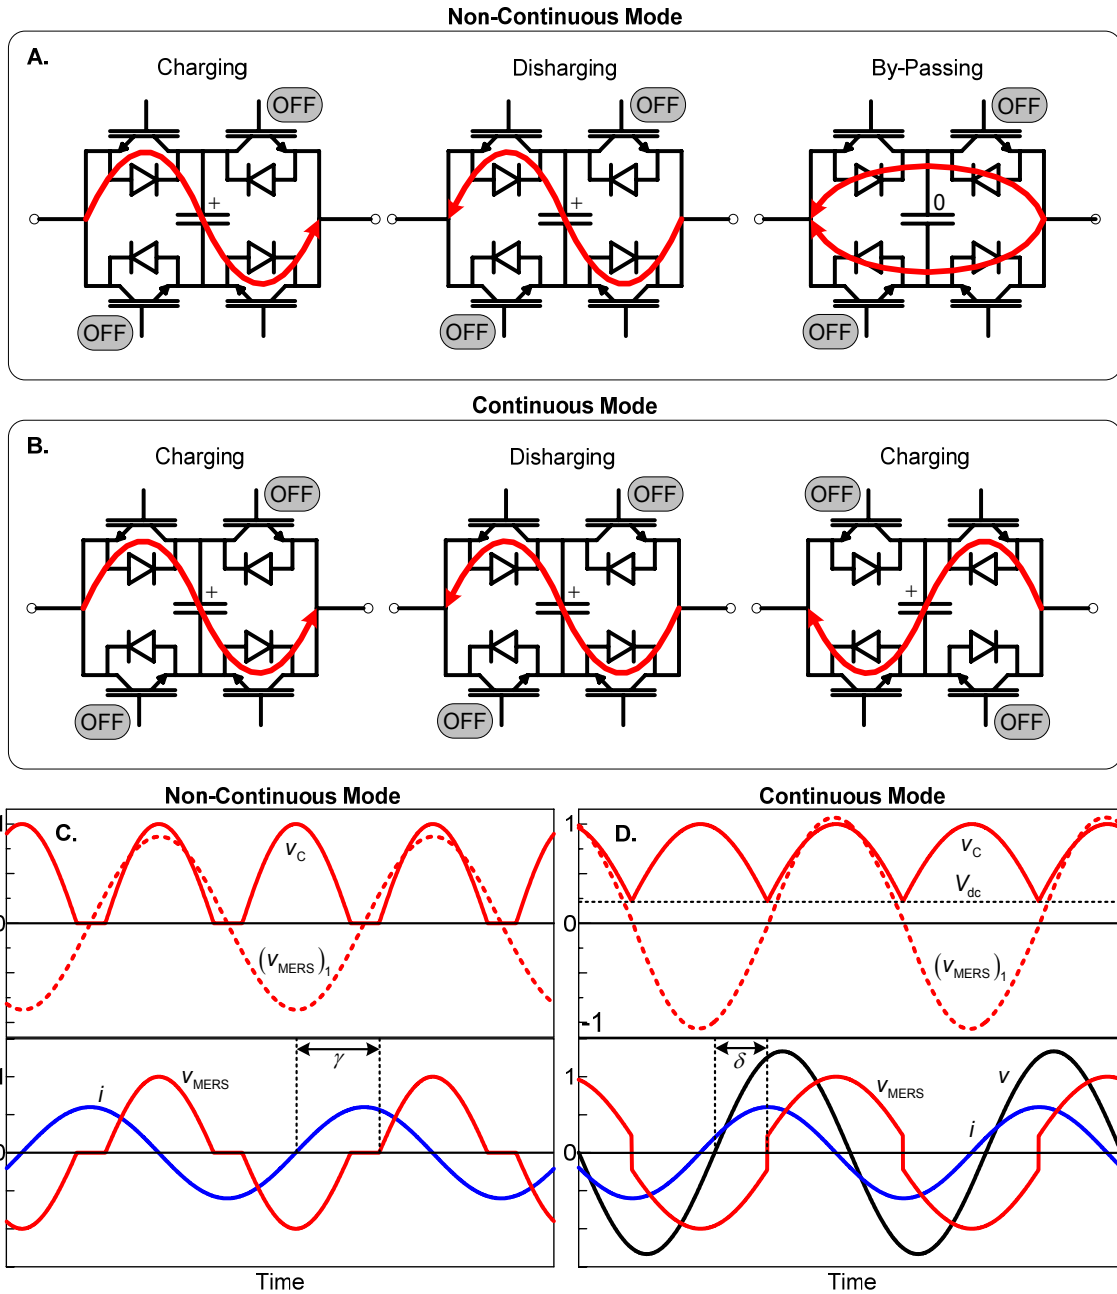 Non-Continuous Mode
A.
Charging
Disharging
By-Passing
OFF
OFF
OFF
+
+
0
OFF
OFF
OFF
Continuous Mode
B.
Charging
Disharging
Charging
OFF
OFF
OFF
+
+
+
OFF
OFF
OFF
Non-Continuous Mode
Continuous Mode
1
C.
v_C
0
(v_MERS)_1
1
D.
v_C
V_dc
0
(v_MERS)_1
-1
γ
1
i
v_MERS
0
δ
1
v_MERS
v
i
0
Time
Time